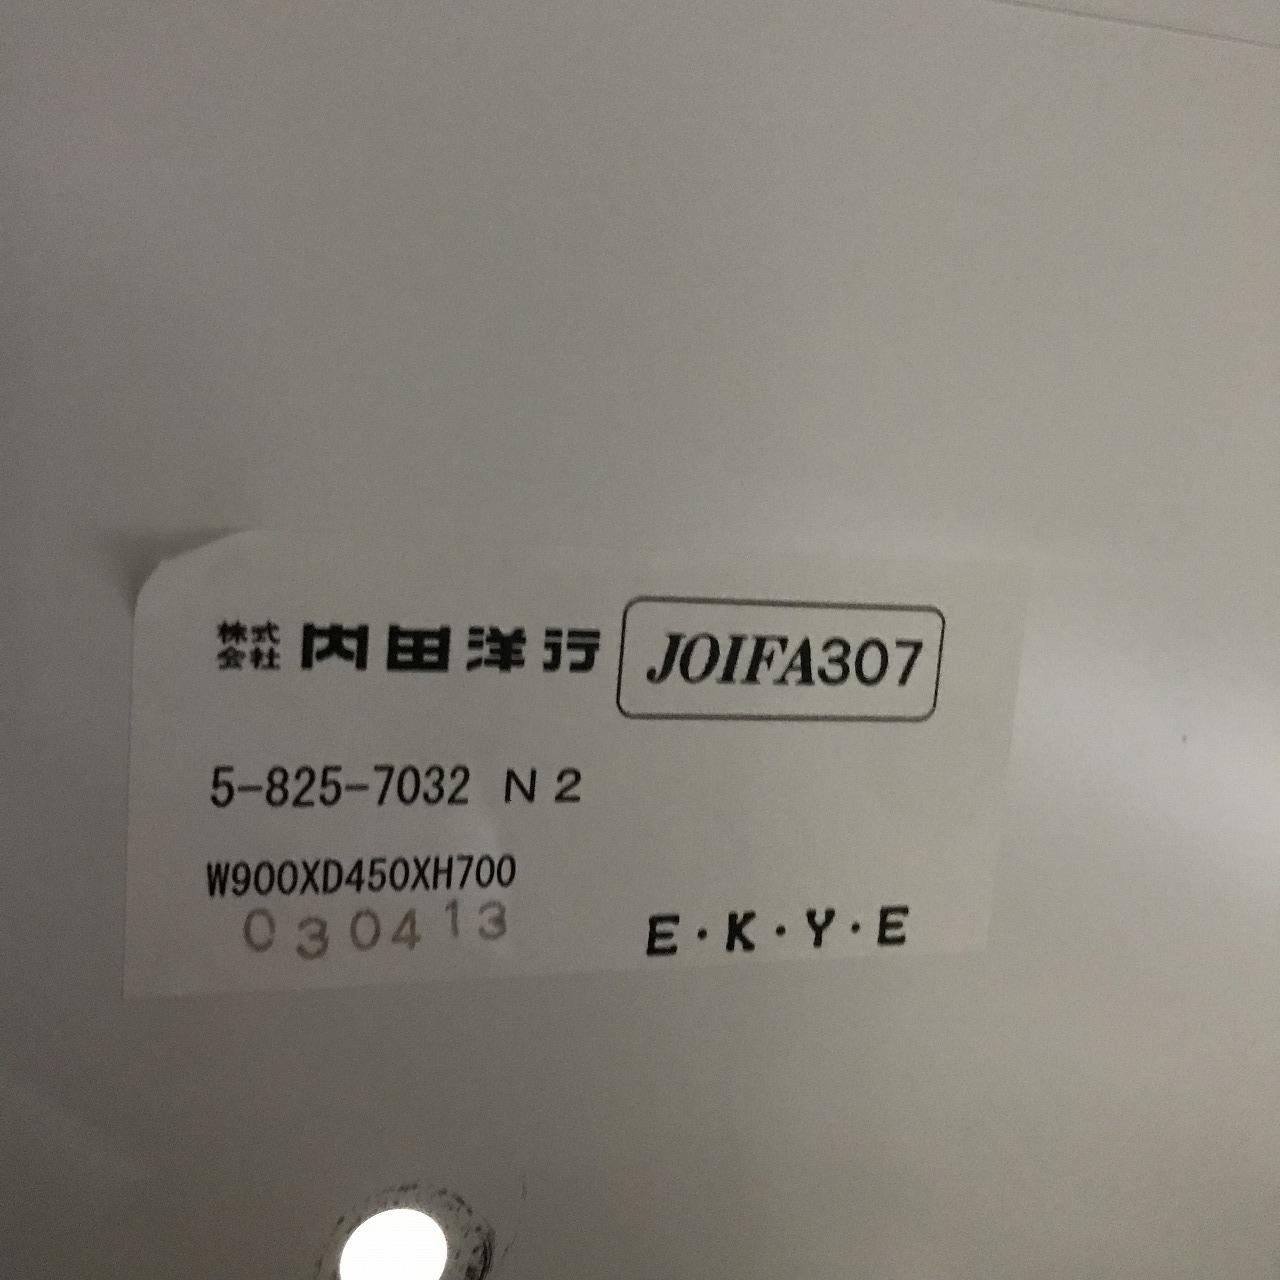 株式会社 内田洋行 JOIFA307
5-825-7032 N2
W900XD450XH700
030413 E・K・Y・E